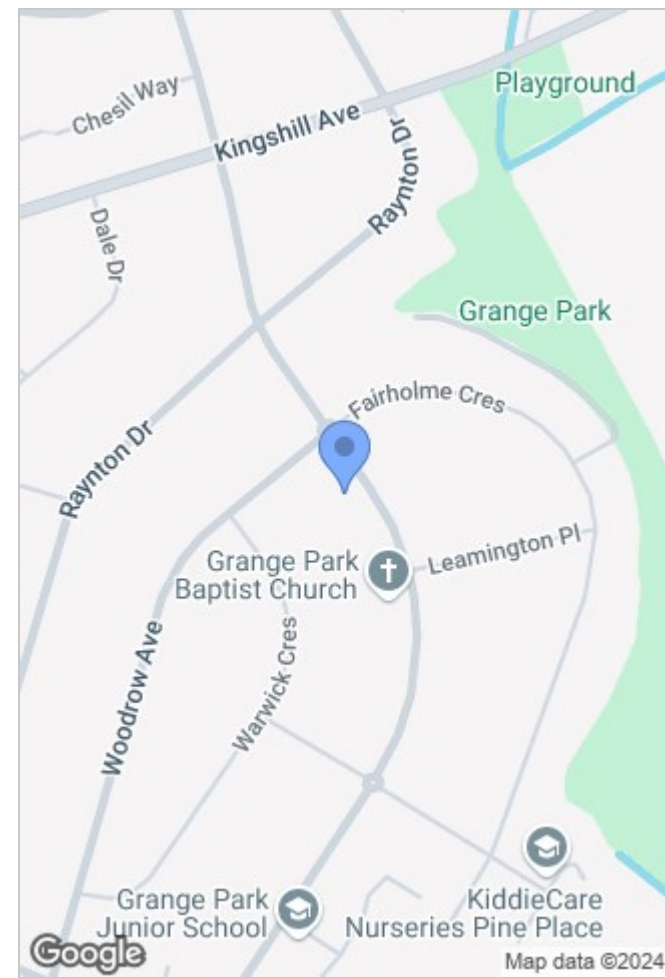 Playground
Chesil Way
Kingshill Ave
Raynton Dr
Dale Dr
Grange Park
Fairholme Cres
Raynton Dr
Grange Park
Baptist Church
Leamington Pl
Woodrow Ave
Warwick Cres
Grange Park
Junior School
KiddieCare
Nurseries Pine Place
Google
Map data ©2024